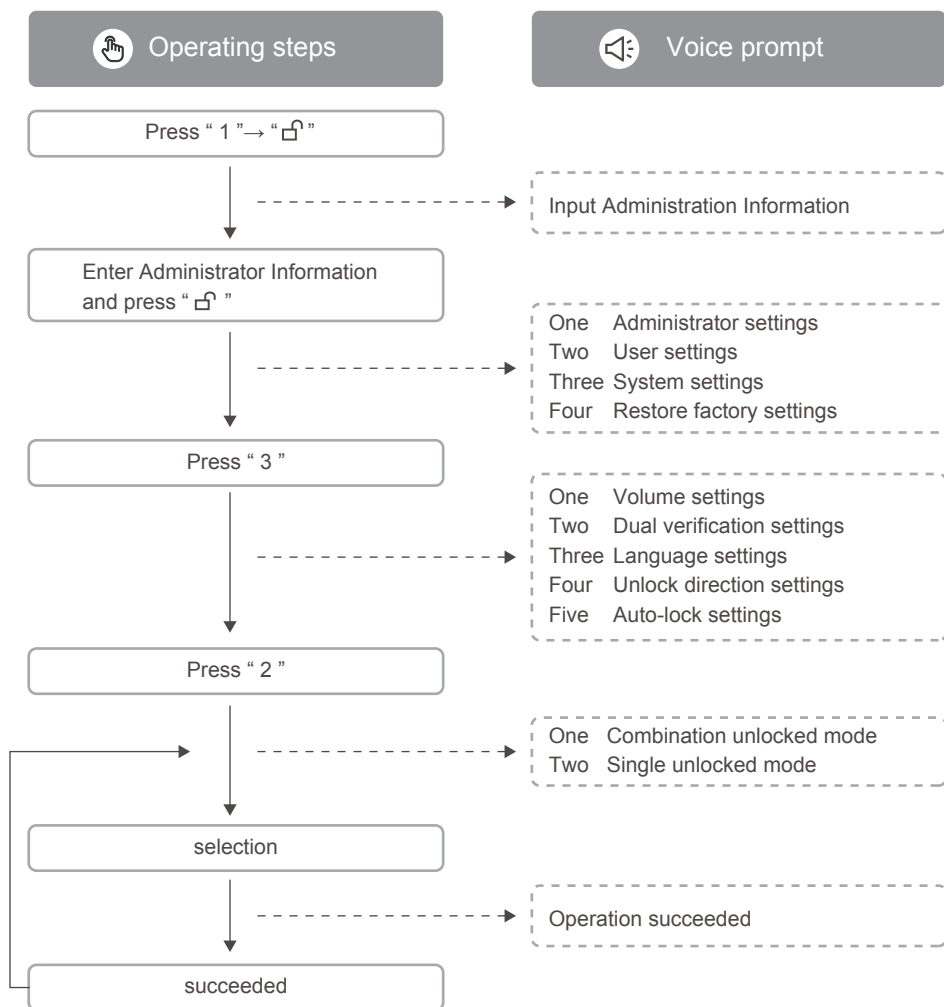 Operating steps
Voice prompt
Press “ 1 ”→ “ ”
Input Administration Information
Enter Administrator Information
and press “ ”
One Administrator settings
Two User settings
Three System settings
Four Restore factory settings
Press “ 3 ”
One Volume settings
Two Dual verification settings
Three Language settings
Four Unlock direction settings
Five Auto-lock settings
Press “ 2 ”
One Combination unlocked mode
Two Single unlocked mode
selection
Operation succeeded
succeeded